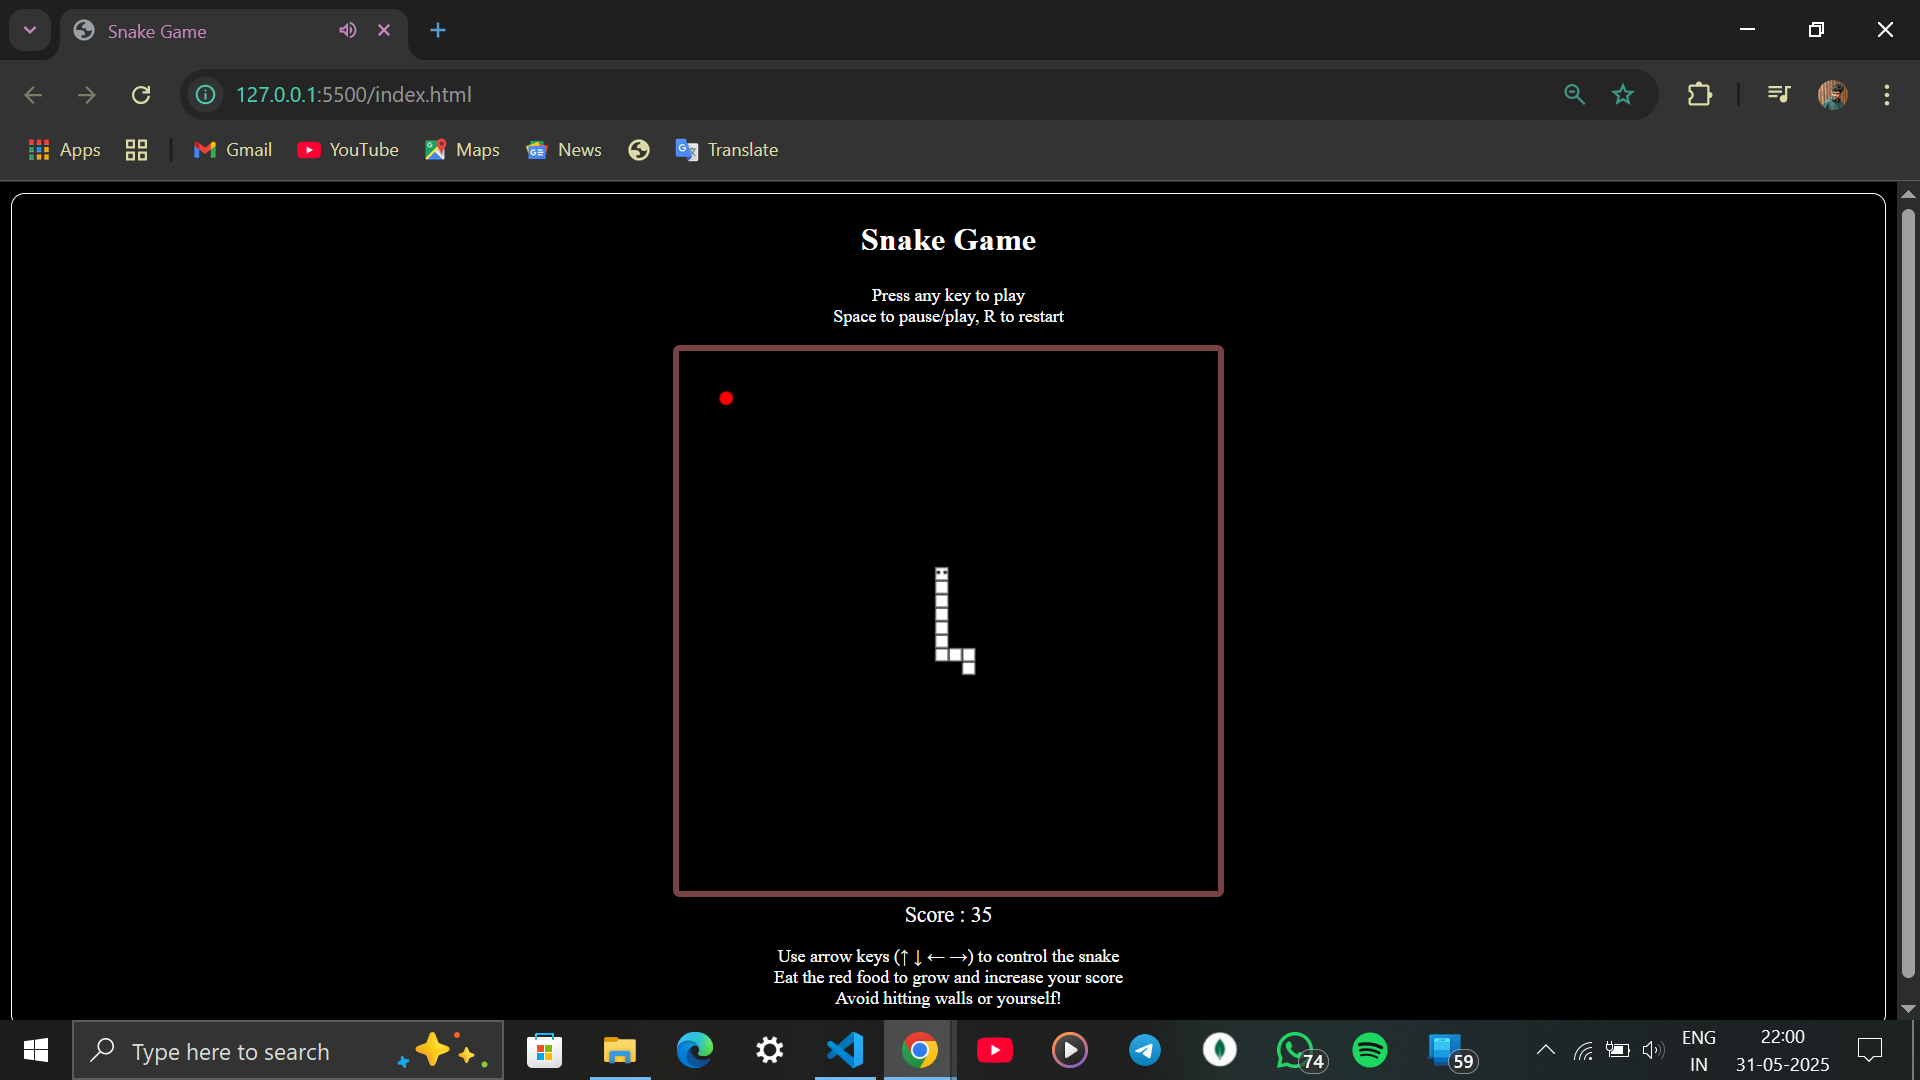 Snake Game
127.0.0.1:5500/index.html
Apps
Gmail
YouTube
Maps
News
Translate
Snake Game
Press any key to play
Space to pause/play, R to restart
Score : 35
Use arrow keys (↑ ↓ ← →) to control the snake
Eat the red food to grow and increase your score
Avoid hitting walls or yourself!
Type here to search
74
59
ENG
IN
22:00
31-05-2025